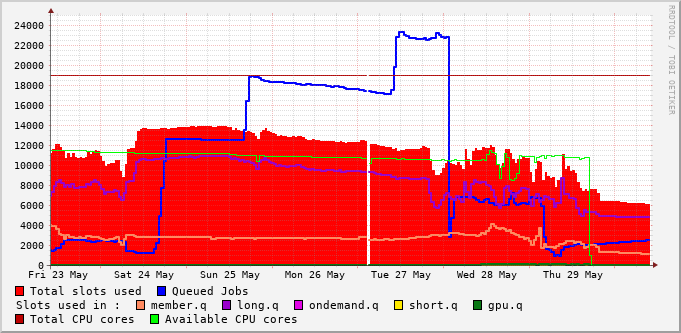 RRDTOOL / TOBI OETIKER
24000
22000
20000
18000
16000
14000
12000
10000
8000
6000
4000
2000
0
Fri 23 May Sat 24 May Sun 25 May Mon 26 May Tue 27 May Wed 28 May Thu 29 May
Total slots used Queued Jobs
Slots used in : member.q long.q ondemand.q short.q gpu.q
Total CPU cores Available CPU cores